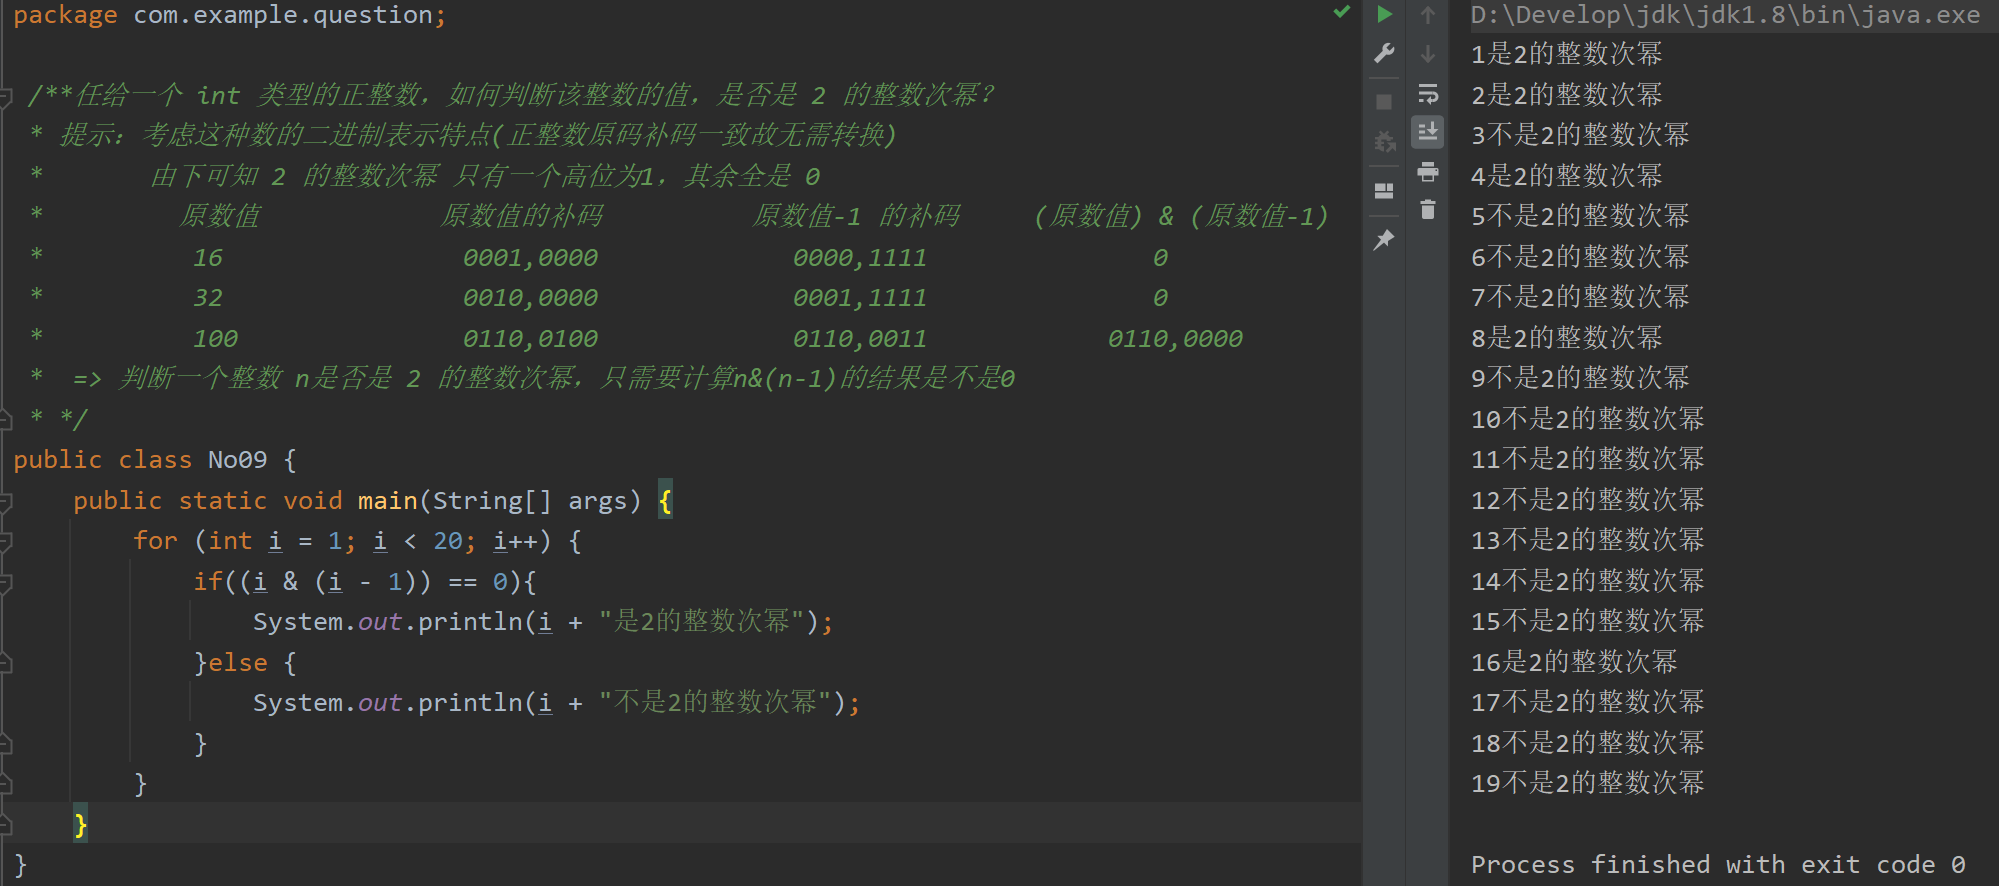 package com.example.question;
/**任给一个 int 类型的正整数，如何判断该整数的值，是否是 2 的整数次幂？
* 提示：考虑这种数的二进制表示特点(正整数原码补码一致故无需转换)
* 由下可知 2 的整数次幂 只有一个高位为1，其余全是 0
* 原数值 原数值的补码 原数值-1 的补码 (原数值) & (原数值-1)
* 16 0001,0000 0000,1111 0
* 32 0010,0000 0001,1111 0
* 100 0110,0100 0110,0011 0110,0000
* => 判断一个整数 n是否是 2 的整数次幂，只需要计算n&(n-1)的结果是不是0
* */
public class No09 {
public static void main(String[] args) {
for (int i = 1; i < 20; i++) {
if((i & (i - 1)) == 0){
System.out.println(i + "是2的整数次幂");
}else {
System.out.println(i + "不是2的整数次幂");
}
}
}
}
D:\Develop\jdk\jdk1.8\bin\java.exe
1是2的整数次幂
2是2的整数次幂
3不是2的整数次幂
4是2的整数次幂
5不是2的整数次幂
6不是2的整数次幂
7不是2的整数次幂
8是2的整数次幂
9不是2的整数次幂
10不是2的整数次幂
11不是2的整数次幂
12不是2的整数次幂
13不是2的整数次幂
14不是2的整数次幂
15不是2的整数次幂
16是2的整数次幂
17不是2的整数次幂
18不是2的整数次幂
19不是2的整数次幂
Process finished with exit code 0